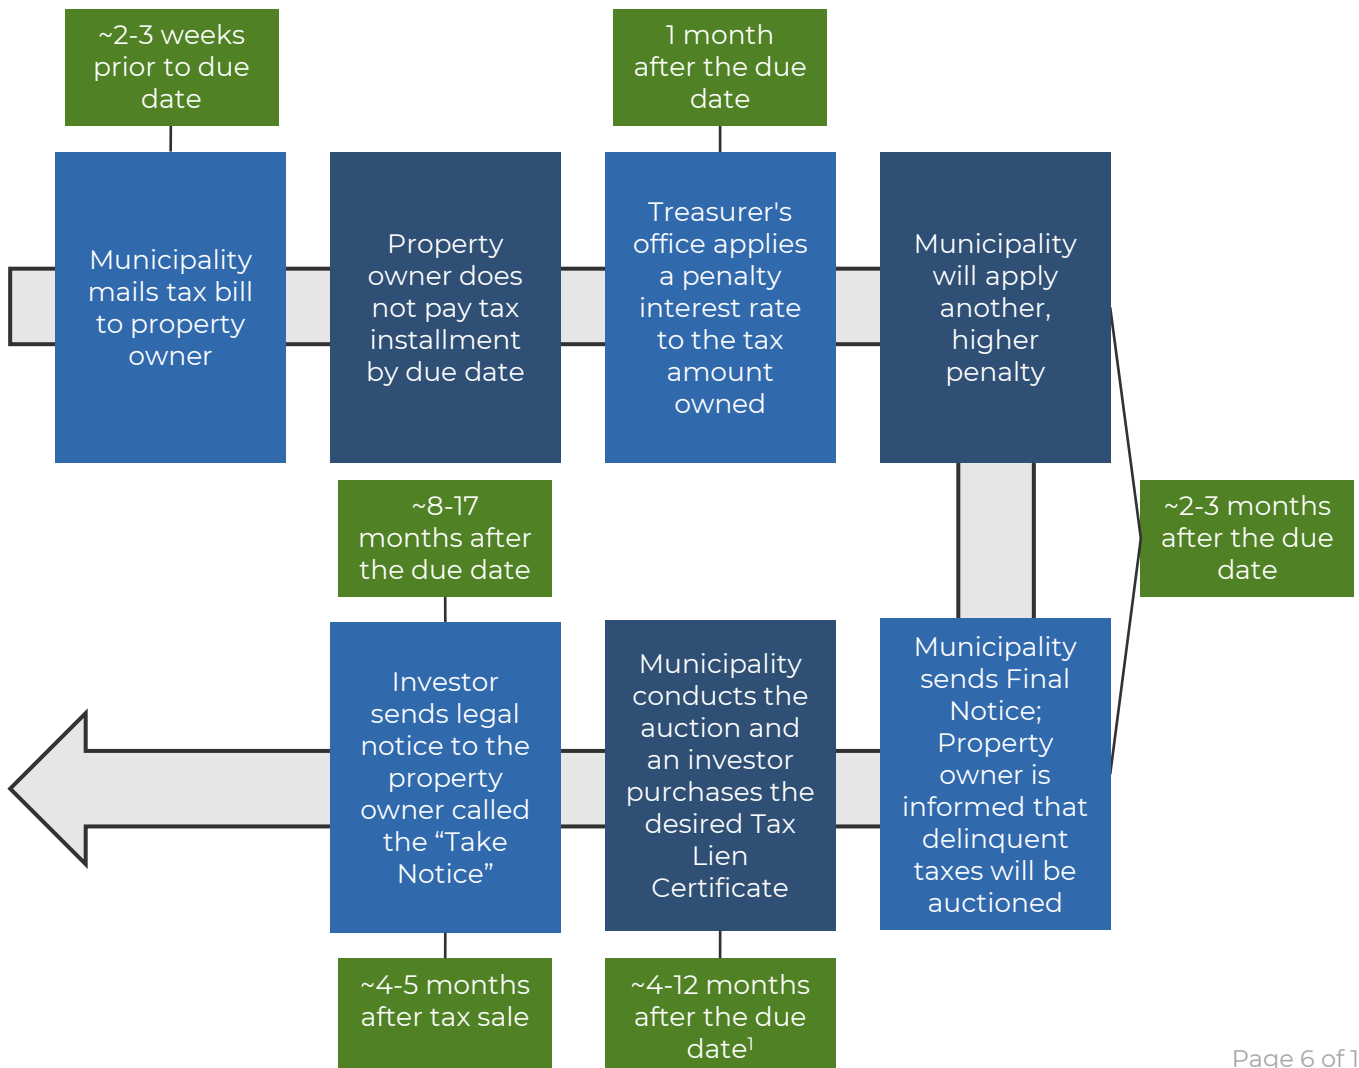 ~2-3 weeks
prior to due
date
1 month
after the due
date
Municipality
mails tax bill
to property
owner
Property
owner does
not pay tax
installment
by due date
Treasurer's
office applies
a penalty
interest rate
to the tax
amount
owned
Municipality
will apply
another,
higher
penalty
~2-3 months
after the due
date
Municipality
sends Final
Notice;
Property
owner is
informed that
delinquent
taxes will be
auctioned
Municipality
conducts the
auction and
an investor
purchases the
desired Tax
Lien
Certificate
~4-12 months
after the due
date¹
~8-17
months after
the due date
Investor
sends legal
notice to the
property
owner called
the “Take
Notice”
~4-5 months
after tax sale
Page 6 of 1